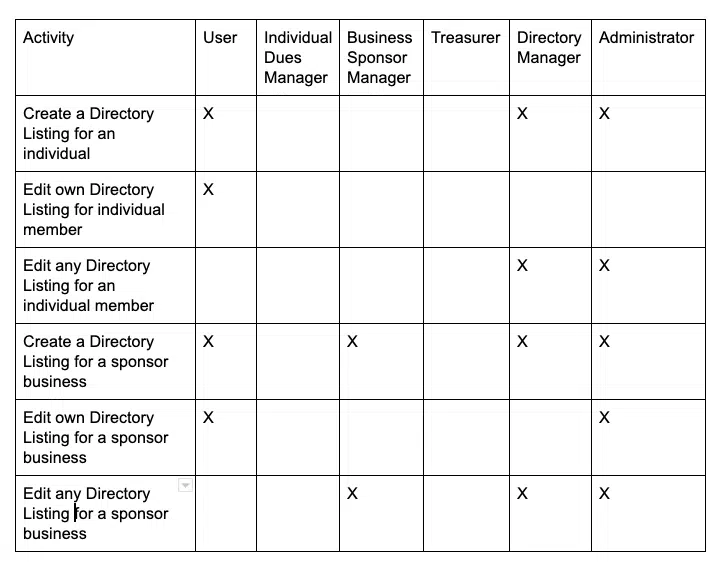 Activity User Individual Dues Manager Business Sponsor Manager Treasurer Directory Manager Administrator
Create a Directory Listing for an individual X X X
Edit own Directory Listing for individual member X
Edit any Directory Listing for an individual member X X
Create a Directory Listing for a sponsor business X X X X
Edit own Directory Listing for a sponsor business X X
Edit any Directory Listing for a sponsor business X X X